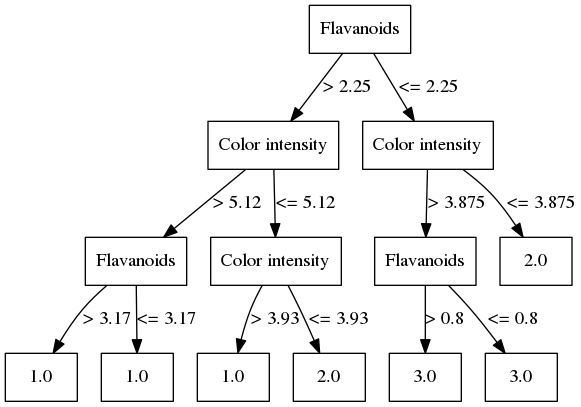 Flavanoids
> 2.25 <= 2.25
Color intensity Color intensity
> 5.12 <= 5.12 > 3.875 <= 3.875
Flavanoids Color intensity Flavanoids 2.0
> 3.17 <= 3.17 > 3.93 <= 3.93 > 0.8 <= 0.8
1.0 1.0 1.0 2.0 3.0 3.0